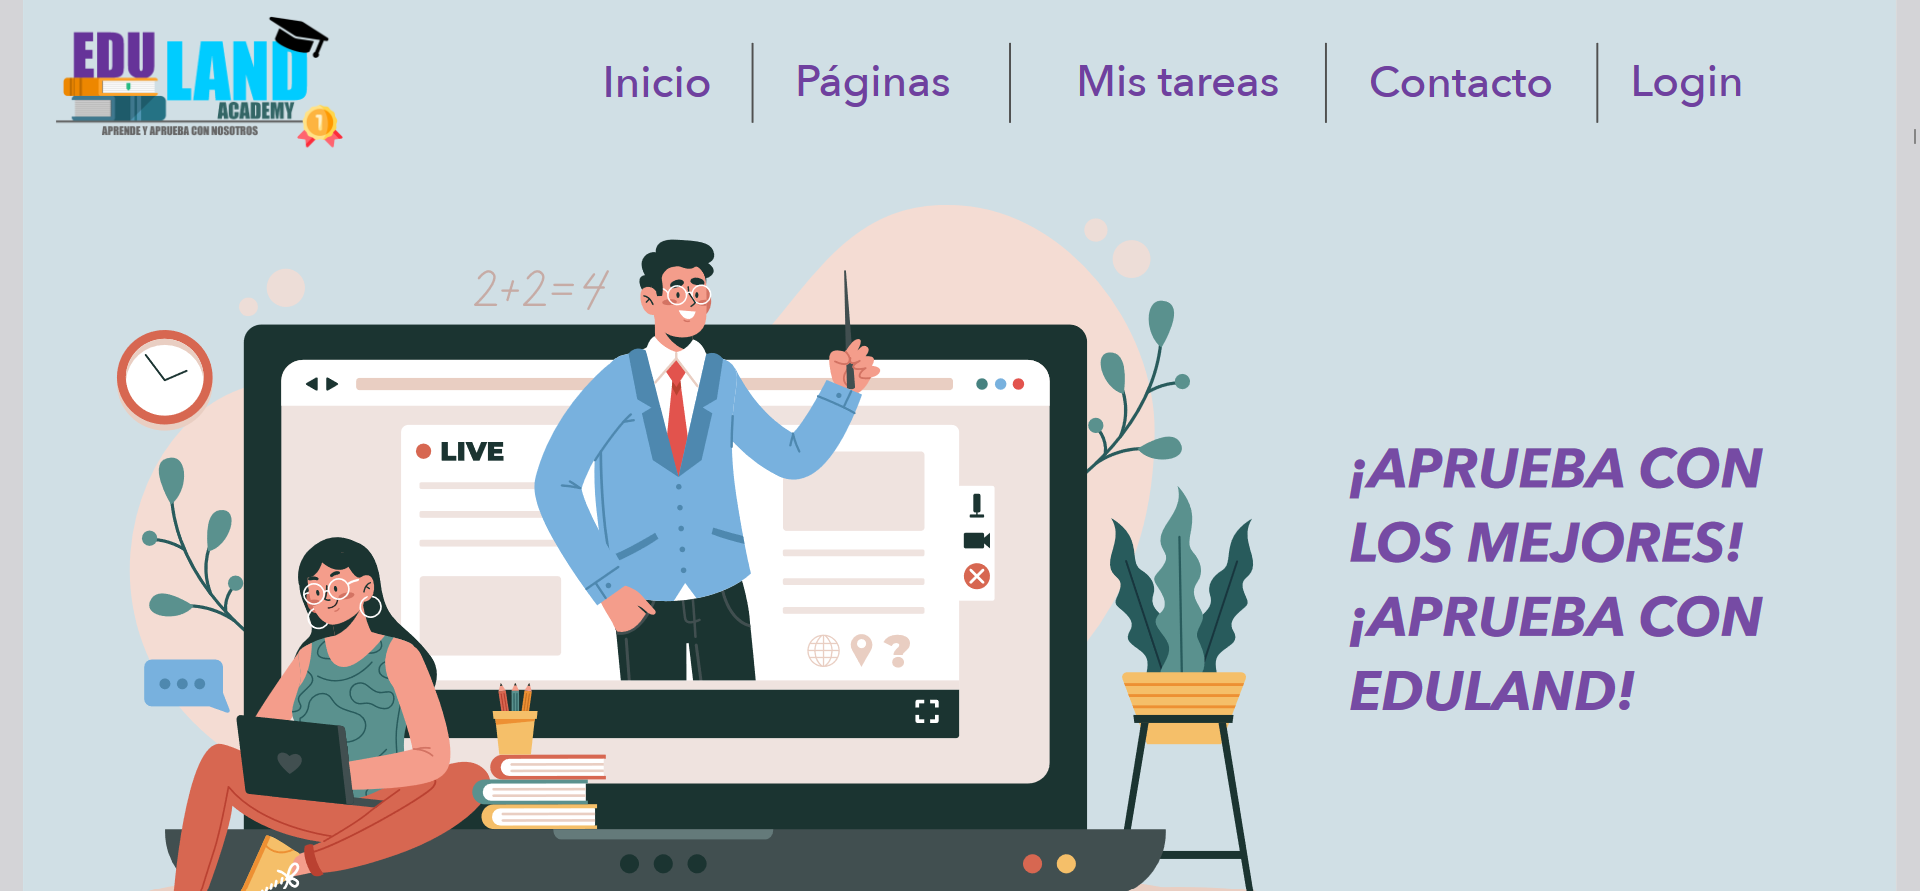 EDU LAND
ACADEMY
APRENDE Y APRUEBA CON NOSOTROS
1
Inicio
Páginas
Mis tareas
Contacto
Login
2+2=4
LIVE
?
¡APRUEBA CON
LOS MEJORES!
¡APRUEBA CON
EDULAND!